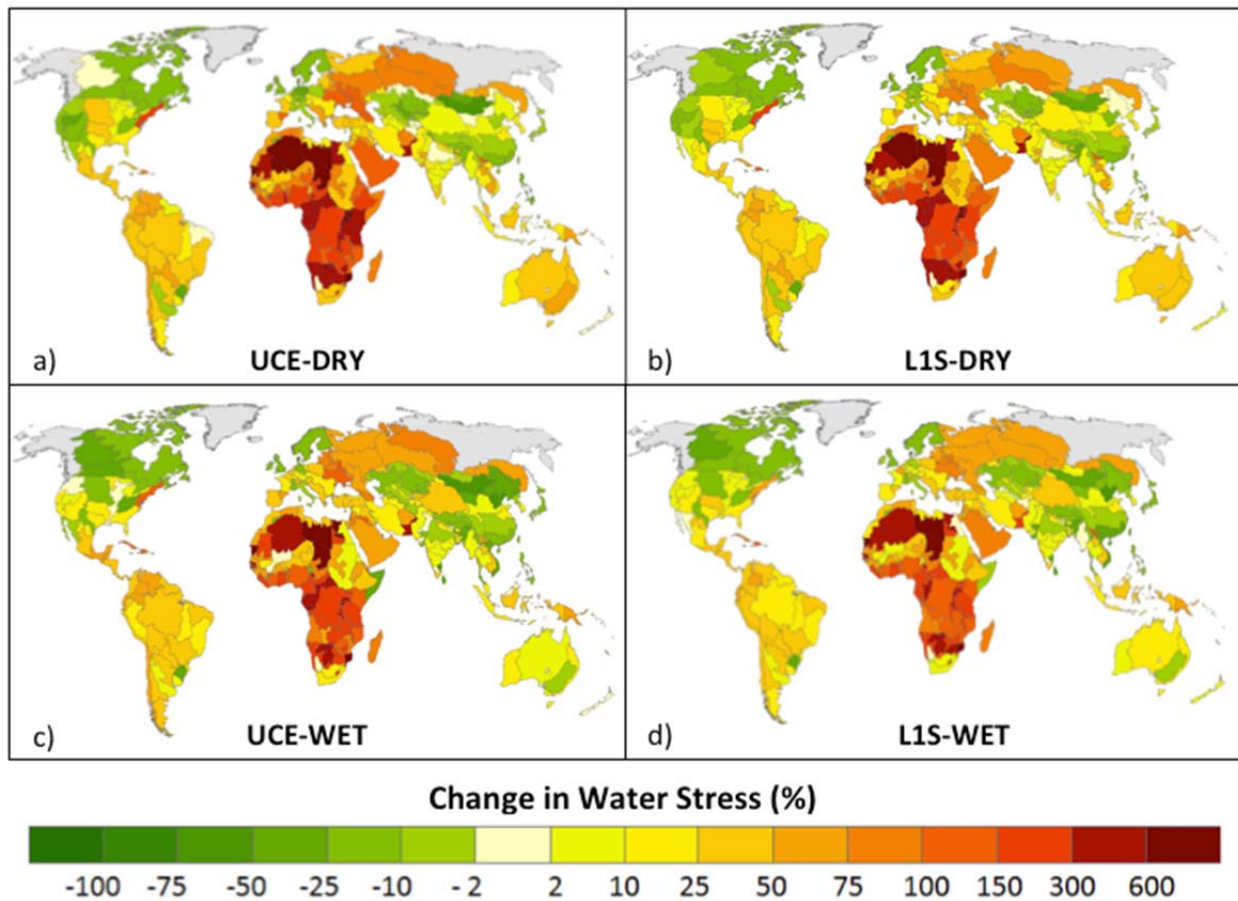 a) UCE-DRY
b) L1S-DRY
c) UCE-WET
d) L1S-WET
Change in Water Stress (%)
-100 -75 -50 -25 -10 - 2 2 10 25 50 75 100 150 300 600